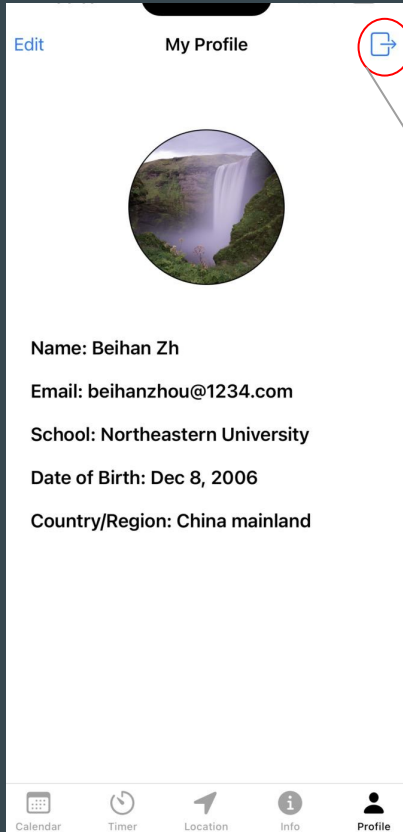 Edit
My Profile
Name: Beihan Zh
Email: beihanzhou@1234.com
School: Northeastern University
Date of Birth: Dec 8, 2006
Country/Region: China mainland
Calendar
Timer
Location
Info
Profile